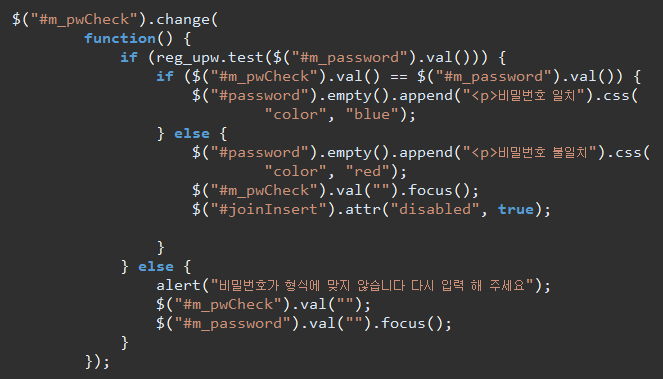 $("#m_pwCheck").change(
function() {
if (reg_upw.test($("#m_password").val())) {
if ($("#m_pwCheck").val() == $("#m_password").val()) {
$("#password").empty().append("<p>비밀번호 일치").css(
"color", "blue");
} else {
$("#password").empty().append("<p>비밀번호 불일치").css(
"color", "red");
$("#m_pwCheck").val("").focus();
$("#joinInsert").attr("disabled", true);
}
} else {
alert("비밀번호가 형식에 맞지 않습니다 다시 입력 해 주세요");
$("#m_pwCheck").val("");
$("#m_password").val("").focus();
}
});